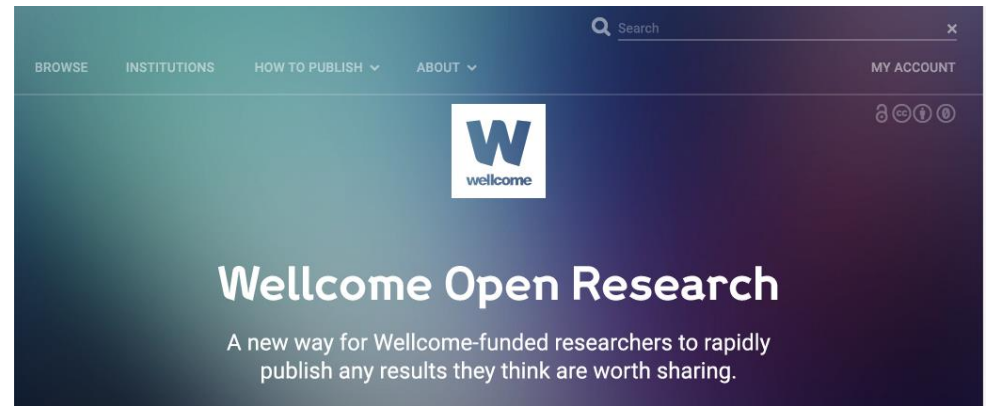 Search
BROWSE INSTITUTIONS HOW TO PUBLISH ABOUT MY ACCOUNT
W
wellcome
Wellcome Open Research
A new way for Wellcome-funded researchers to rapidly
publish any results they think are worth sharing.